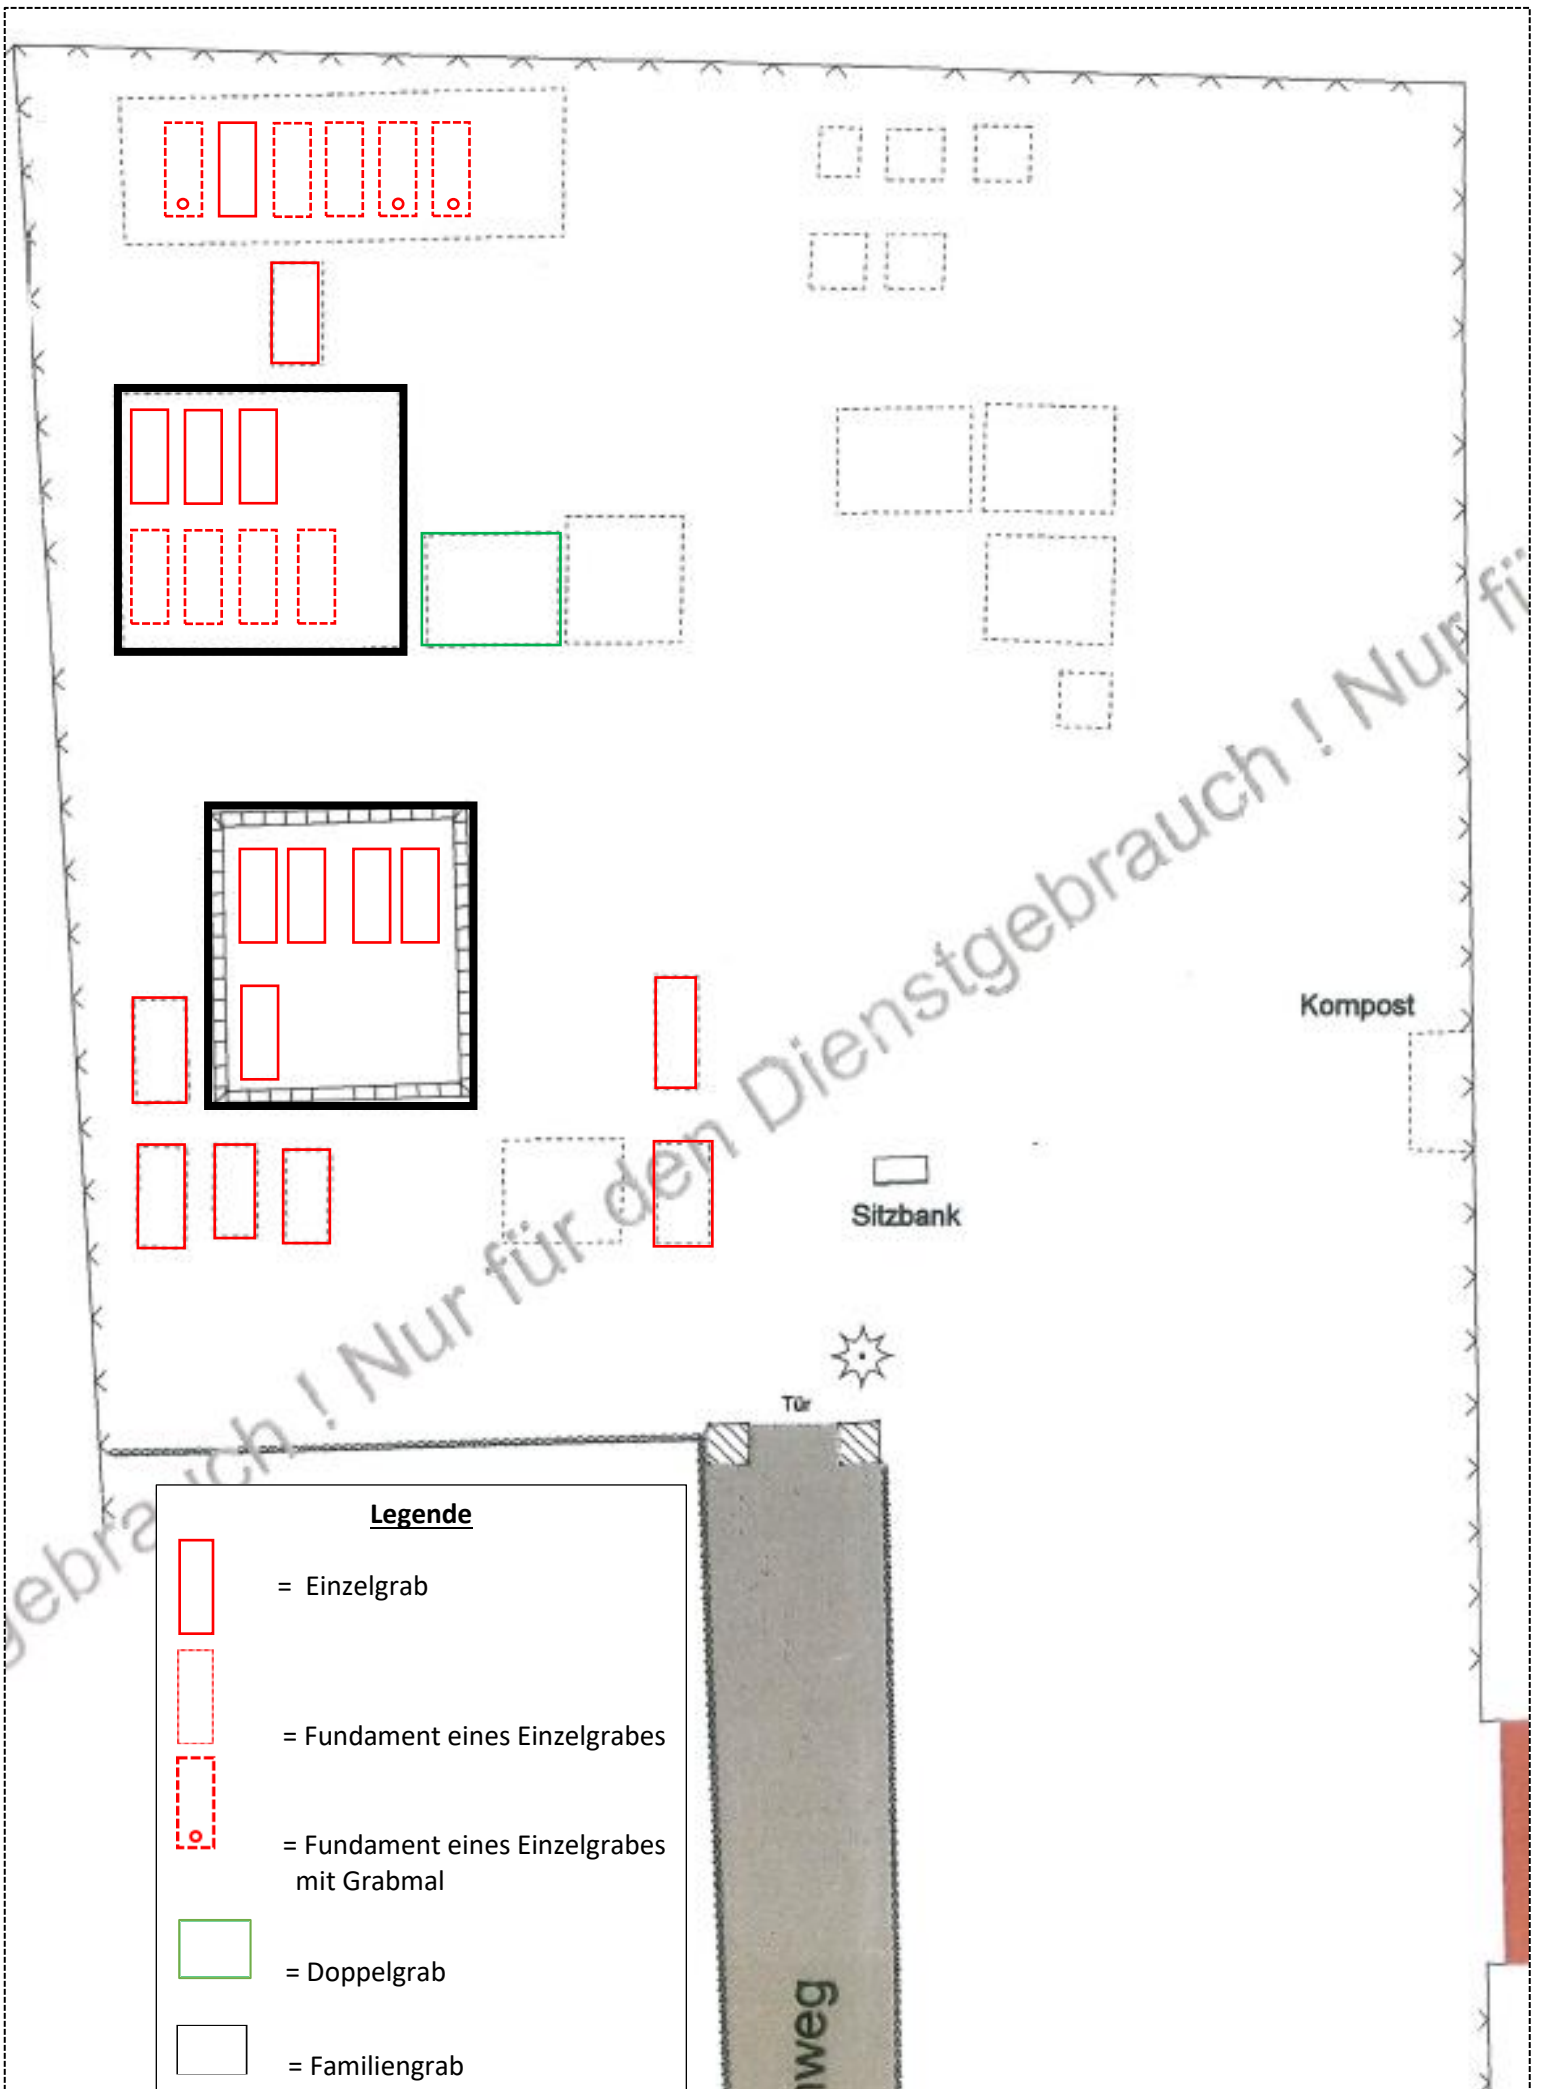 Nur fü
Kompost
Sitzbank
gebrauch ! Nur für den Dienstgebrauch !
Tür
Legende
= Einzelgrab
= Fundament eines Einzelgrabes
= Fundament eines Einzelgrabes
mit Grabmal
= Doppelgrab
= Familiengrab
weg